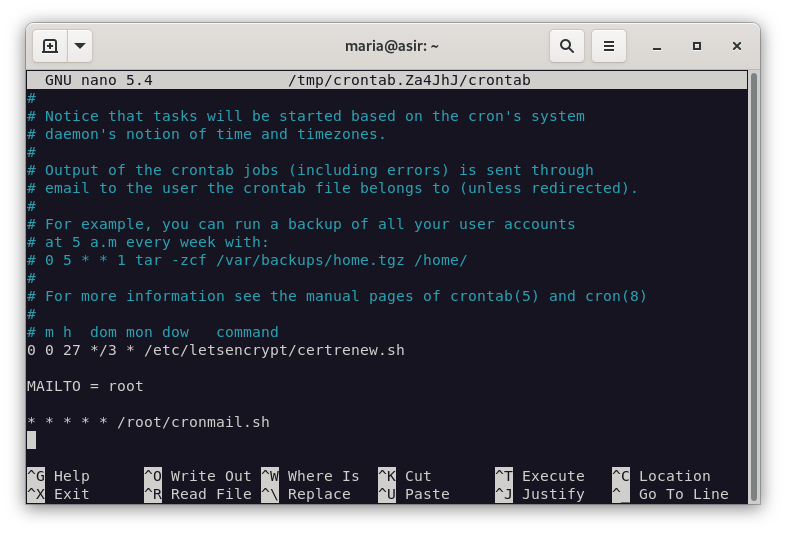 maria@asir: ~
GNU nano 5.4 /tmp/crontab.Za4JhJ/crontab
#
# Notice that tasks will be started based on the cron's system
# daemon's notion of time and timezones.
#
# Output of the crontab jobs (including errors) is sent through
# email to the user the crontab file belongs to (unless redirected).
#
# For example, you can run a backup of all your user accounts
# at 5 a.m every week with:
# 0 5 * * 1 tar -zcf /var/backups/home.tgz /home/
#
# For more information see the manual pages of crontab(5) and cron(8)
#
# m h  dom mon dow   command
0 0 27 */3 * /etc/letsencrypt/certrenew.sh
MAILTO = root
* * * * * /root/cronmail.sh
^G Help ^O Write Out ^W Where Is ^K Cut ^T Execute ^C Location
^X Exit ^R Read File ^\ Replace ^U Paste ^J Justify ^_ Go To Line